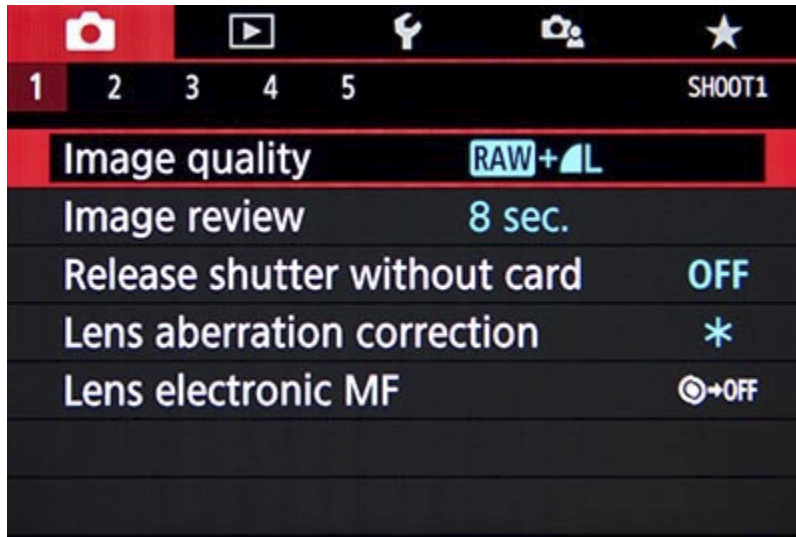 1 2 3 4 5 SHOOT1
Image quality RAW+L
Image review 8 sec.
Release shutter without card OFF
Lens aberration correction
Lens electronic MF OFF